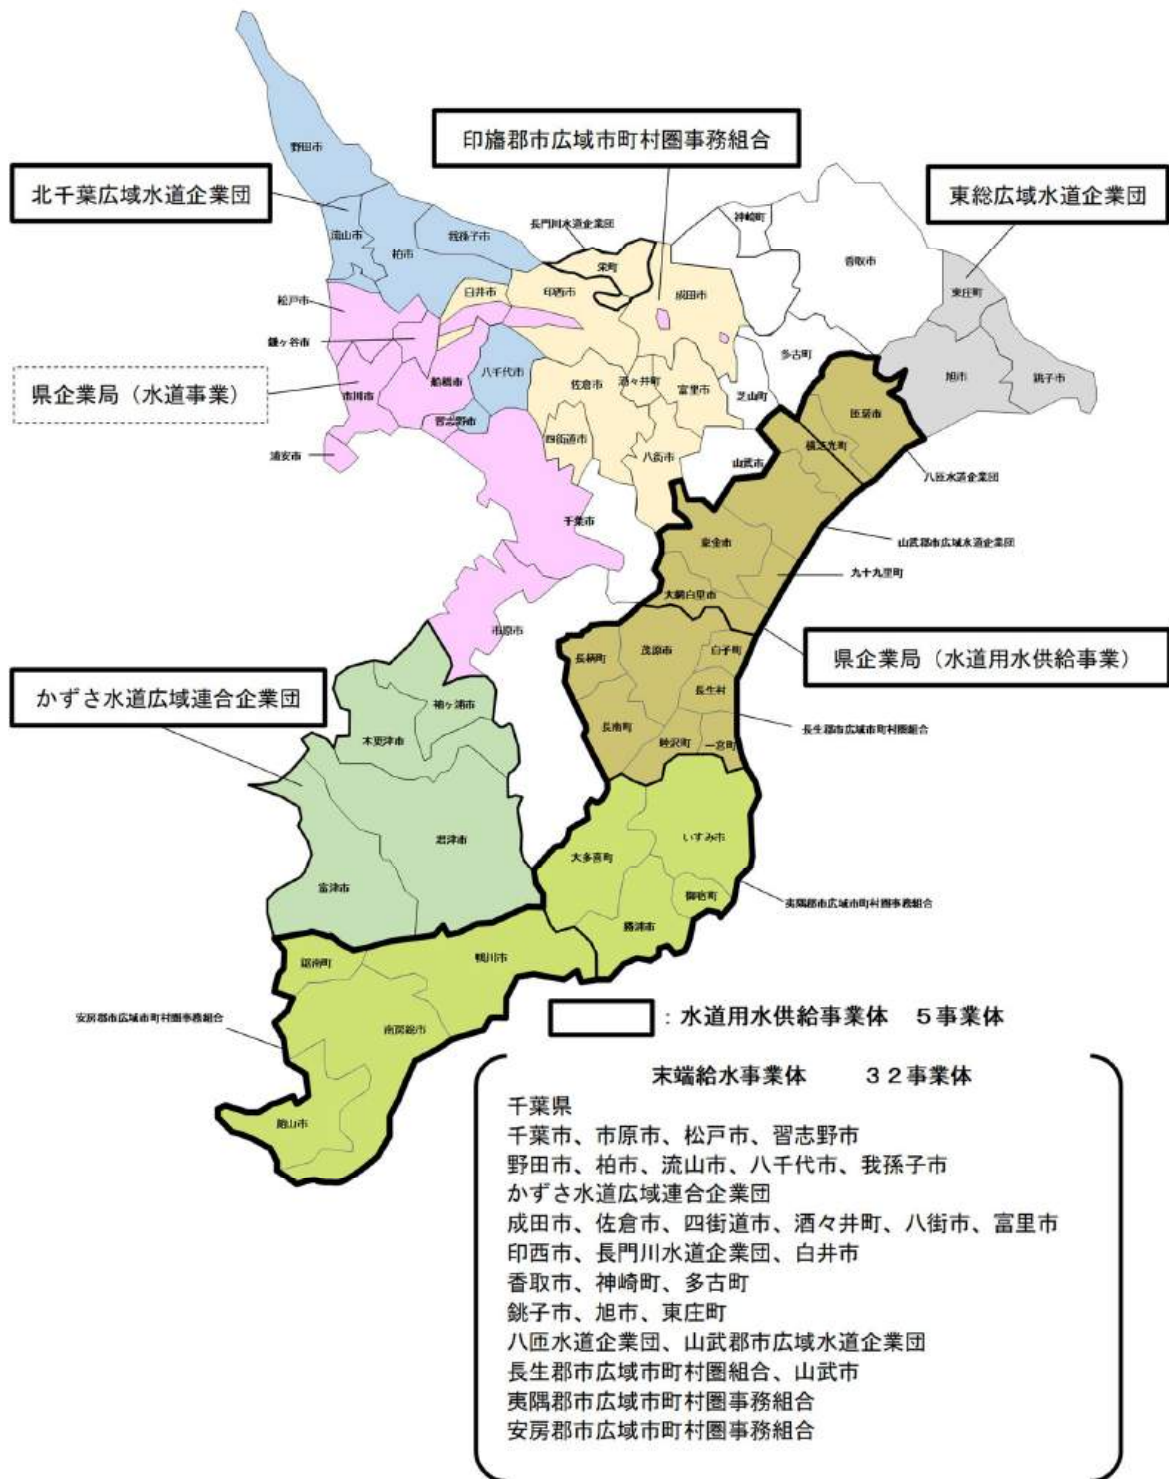 野田市
印旛郡市広域市町村圏事務組合
北千葉広域水道企業団
東総広域水道企業団
流山市
柏市
我孫子市
長門川水道企業団
栄町
神崎町
香取市
東庄町
白井市
印西市
成田市
松戸市
鎌ヶ谷市
県企業局（水道事業）
市川市
船橋市
八千代市
習志野市
浦安市
佐倉市
酒々井町
富里市
四街道市
八街市
多古町
芝山町
山武市
旭市
銚子市
匝瑳市
横芝光町
八匝水道企業団
千葉市
東金市
山武郡市広域水道企業団
九十九里町
大網白里市
市原市
県企業局（水道用水供給事業）
長柄町
茂原市
白子町
長生村
長南町
睦沢町
一宮町
長生郡市広域市町村圏組合
かずさ水道広域連合企業団
袖ヶ浦市
木更津市
君津市
富津市
大多喜町
いすみ市
御宿町
勝浦市
夷隅郡市広域市町村圏事務組合
鋸南町
鴨川市
南房総市
館山市
安房郡市広域市町村圏事務組合
：水道用水供給事業体　５事業体
末端給水事業体　３２事業体
千葉県
千葉市、市原市、松戸市、習志野市
野田市、柏市、流山市、八千代市、我孫子市
かずさ水道広域連合企業団
成田市、佐倉市、四街道市、酒々井町、八街市、富里市
印西市、長門川水道企業団、白井市
香取市、神崎町、多古町
銚子市、旭市、東庄町
八匝水道企業団、山武郡市広域水道企業団
長生郡市広域市町村圏組合、山武市
夷隅郡市広域市町村圏事務組合
安房郡市広域市町村圏事務組合